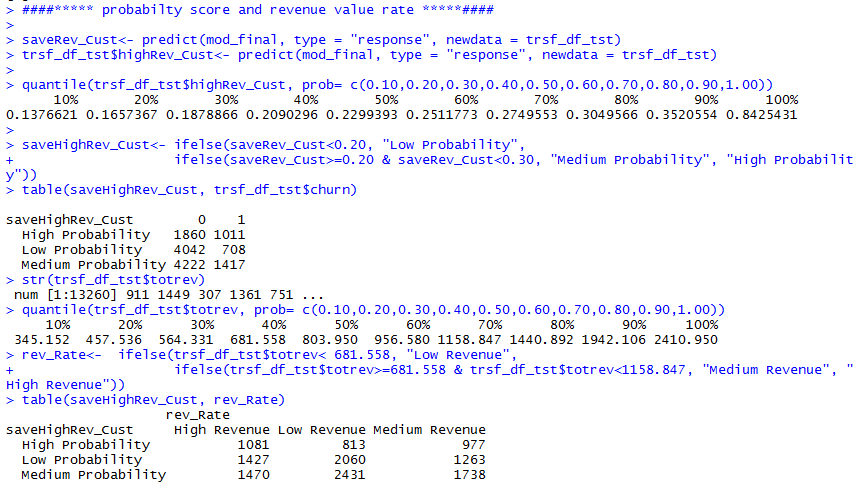 > ####***** probabilty score and revenue value rate *****####
>
> saveRev_Cust<- predict(mod_final, type = "response", newdata = trsf_df_tst)
> trsf_df_tst$highRev_Cust<- predict(mod_final, type = "response", newdata = trsf_df_tst)
>
> quantile(trsf_df_tst$highRev_Cust, prob= c(0.10,0.20,0.30,0.40,0.50,0.60,0.70,0.80,0.90,1.00))
10% 20% 30% 40% 50% 60% 70% 80% 90% 100%
0.1376621 0.1657367 0.1878866 0.2090296 0.2299393 0.2511773 0.2749553 0.3049566 0.3520554 0.8425431
>
> saveHighRev_Cust<- ifelse(saveRev_Cust<0.20, "Low Probability",
+ ifelse(saveRev_Cust>=0.20 & saveRev_Cust<0.30, "Medium Probability", "High Probabilit
y"))
> table(saveHighRev_Cust, trsf_df_tst$churn)
saveHighRev_Cust 0 1
High Probability 1860 1011
Low Probability 4042 708
Medium Probability 4222 1417
> str(trsf_df_tst$totrev)
num [1:13260] 911 1449 307 1361 751 ...
> quantile(trsf_df_tst$totrev, prob= c(0.10,0.20,0.30,0.40,0.50,0.60,0.70,0.80,0.90,1.00))
10% 20% 30% 40% 50% 60% 70% 80% 90% 100%
345.152 457.536 564.331 681.558 803.950 956.580 1158.847 1440.892 1942.106 2410.950
> rev_Rate<- ifelse(trsf_df_tst$totrev< 681.558, "Low Revenue",
+ ifelse(trsf_df_tst$totrev>=681.558 & trsf_df_tst$totrev<1158.847, "Medium Revenue", "
High Revenue"))
> table(saveHighRev_Cust, rev_Rate)
rev_Rate
saveHighRev_Cust High Revenue Low Revenue Medium Revenue
High Probability 1081 813 977
Low Probability 1427 2060 1263
Medium Probability 1470 2431 1738